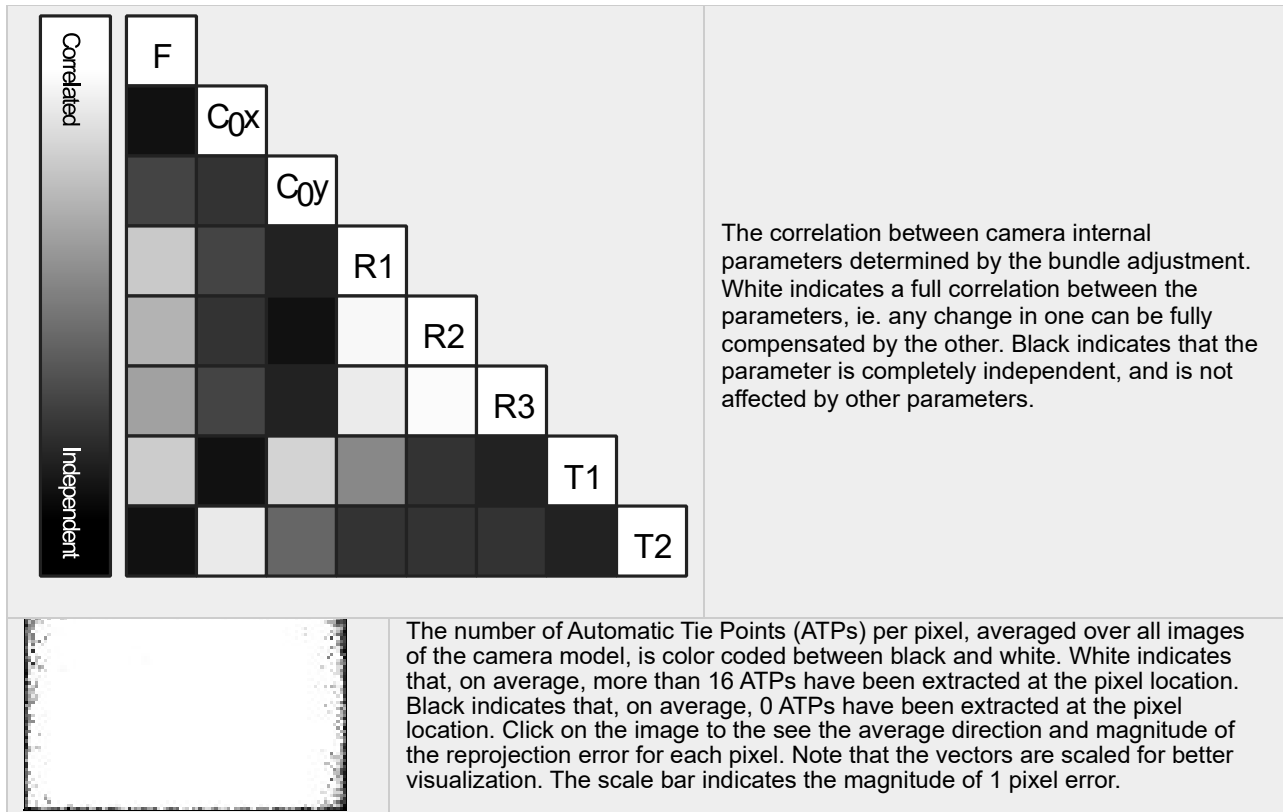 Correlated
Independent
F
C0x
C0y
R1
R2
R3
T1
T2
The correlation between camera internal
parameters determined by the bundle adjustment.
White indicates a full correlation between the
parameters, ie. any change in one can be fully
compensated by the other. Black indicates that the
parameter is completely independent, and is not
affected by other parameters.
The number of Automatic Tie Points (ATPs) per pixel, averaged over all images
of the camera model, is color coded between black and white. White indicates
that, on average, more than 16 ATPs have been extracted at the pixel location.
Black indicates that, on average, 0 ATPs have been extracted at the pixel
location. Click on the image to the see the average direction and magnitude of
the reprojection error for each pixel. Note that the vectors are scaled for better
visualization. The scale bar indicates the magnitude of 1 pixel error.